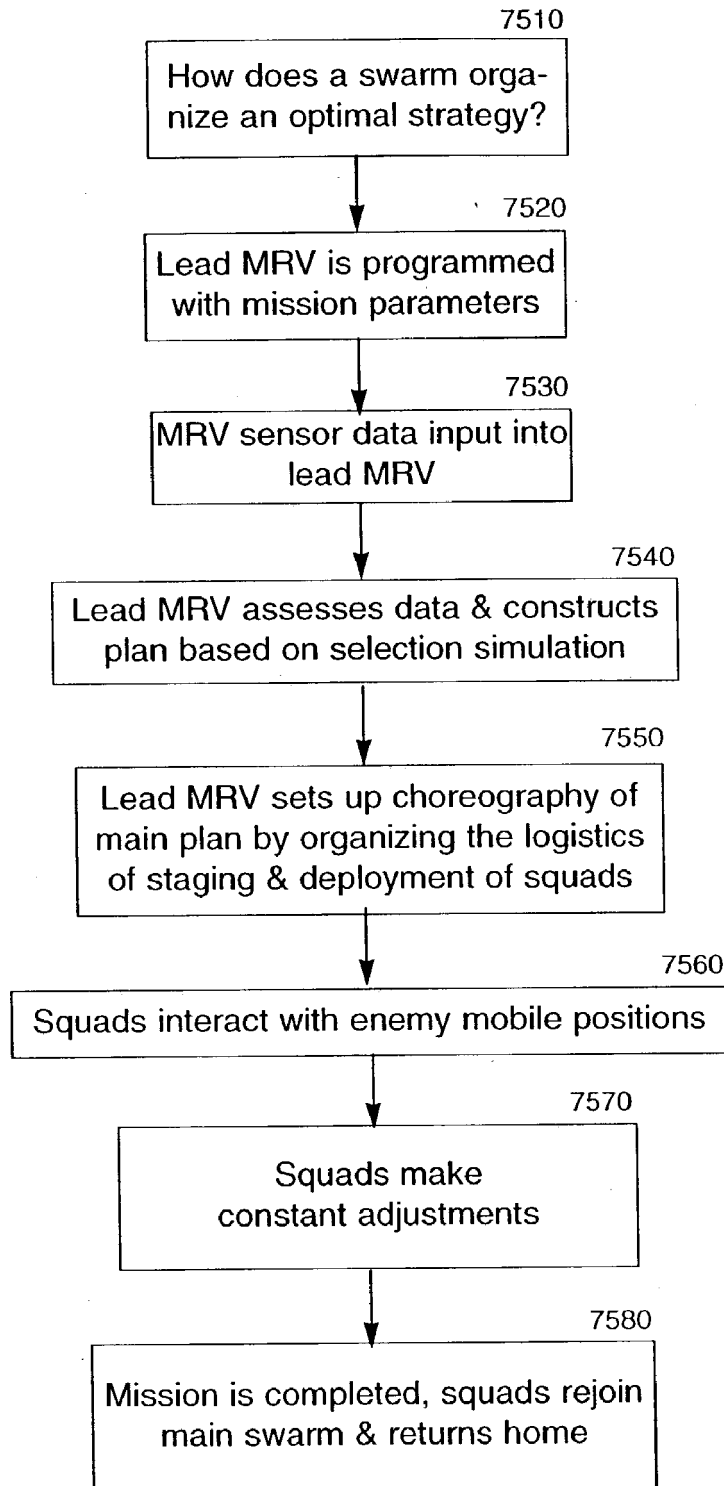 7510
How does a swarm orga-
nize an optimal strategy?
7520
Lead MRV is programmed
with mission parameters
7530
MRV sensor data input into
lead MRV
7540
Lead MRV assesses data & constructs
plan based on selection simulation
7550
Lead MRV sets up choreography of
main plan by organizing the logistics
of staging & deployment of squads
7560
Squads interact with enemy mobile positions
7570
Squads make
constant adjustments
7580
Mission is completed, squads rejoin
main swarm & returns home